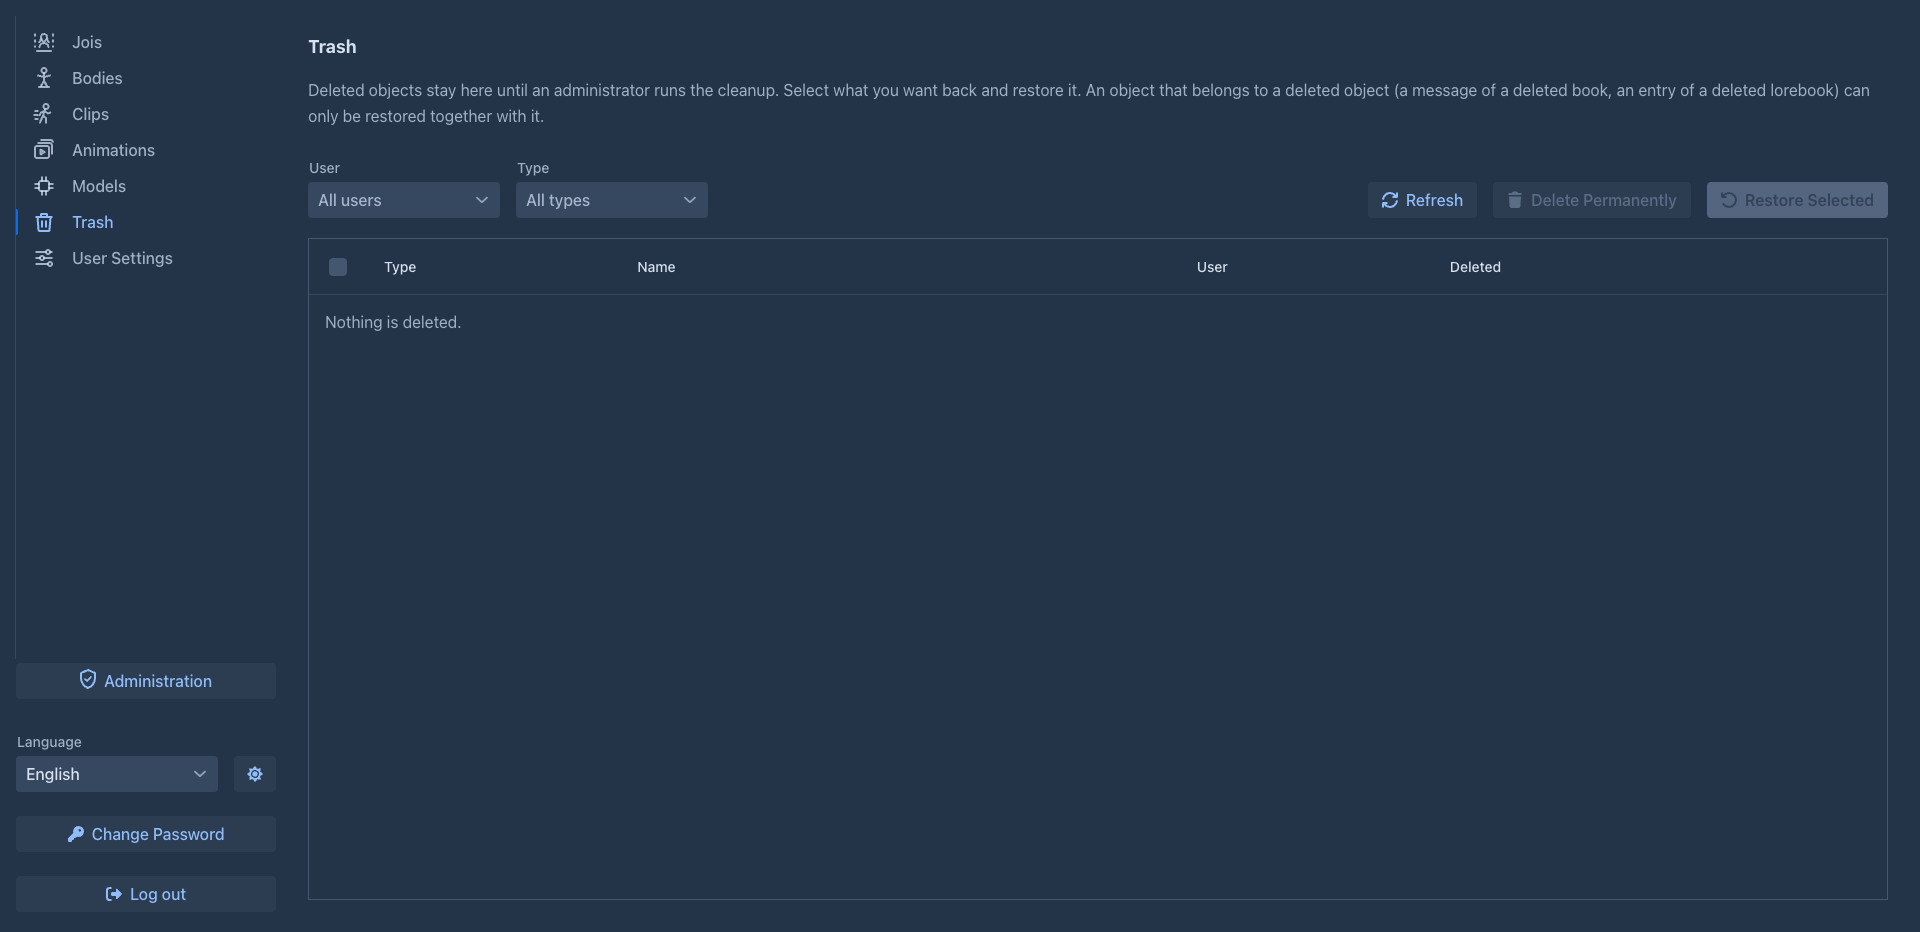 Jois
Bodies
Clips
Animations
Models
Trash
User Settings
Administration
Language
English
Change Password
Log out
Trash
Deleted objects stay here until an administrator runs the cleanup. Select what you want back and restore it. An object that belongs to a deleted object (a message of a deleted book, an entry of a deleted lorebook) can
only be restored together with it.
User
Type
All users
All types
Refresh
Delete Permanently
Restore Selected
Type
Name
User
Deleted
Nothing is deleted.